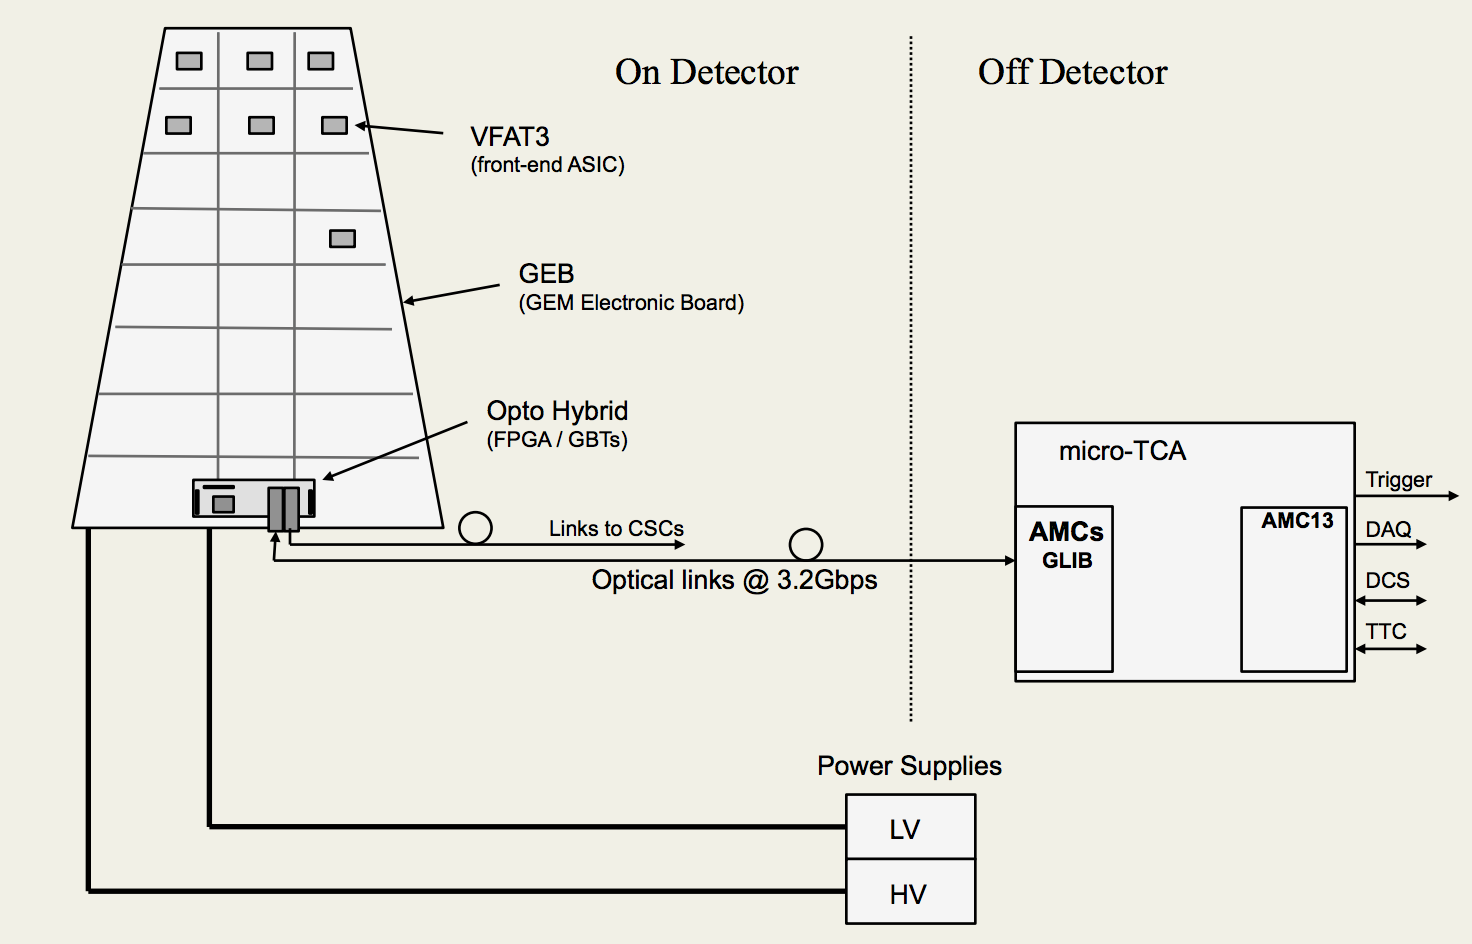 On Detector
Off Detector
VFAT3
(front-end ASIC)
GEB
(GEM Electronic Board)
Opto Hybrid
(FPGA / GBTs)
Links to CSCs
Optical links @ 3.2Gbps
micro-TCA
AMCs
GLIB
AMC13
Trigger
DAQ
DCS
TTC
Power Supplies
LV
HV